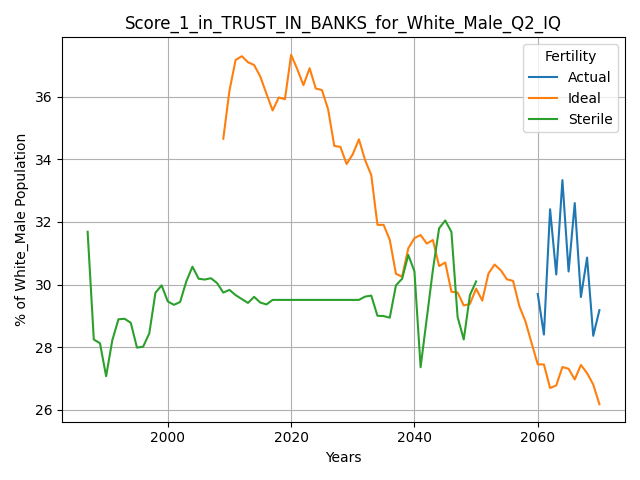 Score_1_in_TRUST_IN_BANKS_for_White_Male_Q2_IQ
Fertility
Actual
Ideal
Sterile
% of White_Male Population
36
34
32
30
28
26
2000
2020
2040
2060
Years